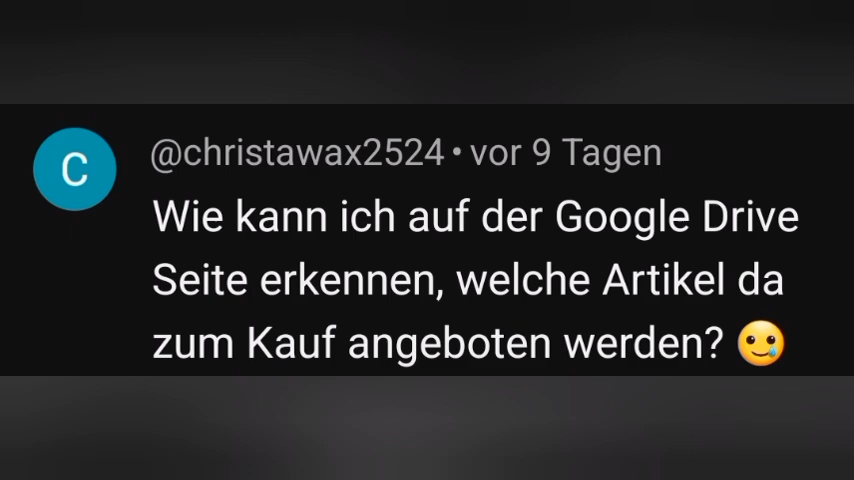 C
@christawax2524 • vor 9 Tagen
Wie kann ich auf der Google Drive
Seite erkennen, welche Artikel da
zum Kauf angeboten werden? 🥲